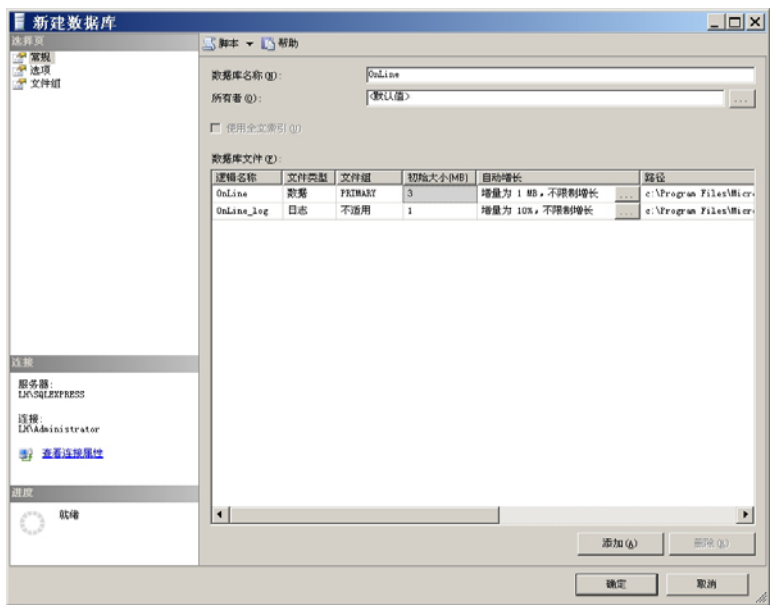 新建数据库
选择页
常规
选项
文件组
脚本 帮助
数据库名称(N):
OnLine
所有者(O):
<默认值>
...
使用全文索引(U)
数据库文件(F):
逻辑名称 文件类型 文件组 初始大小(MB) 自动增长 路径
OnLine 数据 PRIMARY 3 增量为 1 MB，不限制增长 ... c:\Program Files\Micr
OnLine_log 日志 不适用 1 增量为 10%，不限制增长 ... c:\Program Files\Micr
连接
服务器:
LH\SQLEXPRESS
连接:
LH\Administrator
查看连接属性
进度
就绪
添加(A) 删除(R)
确定 取消